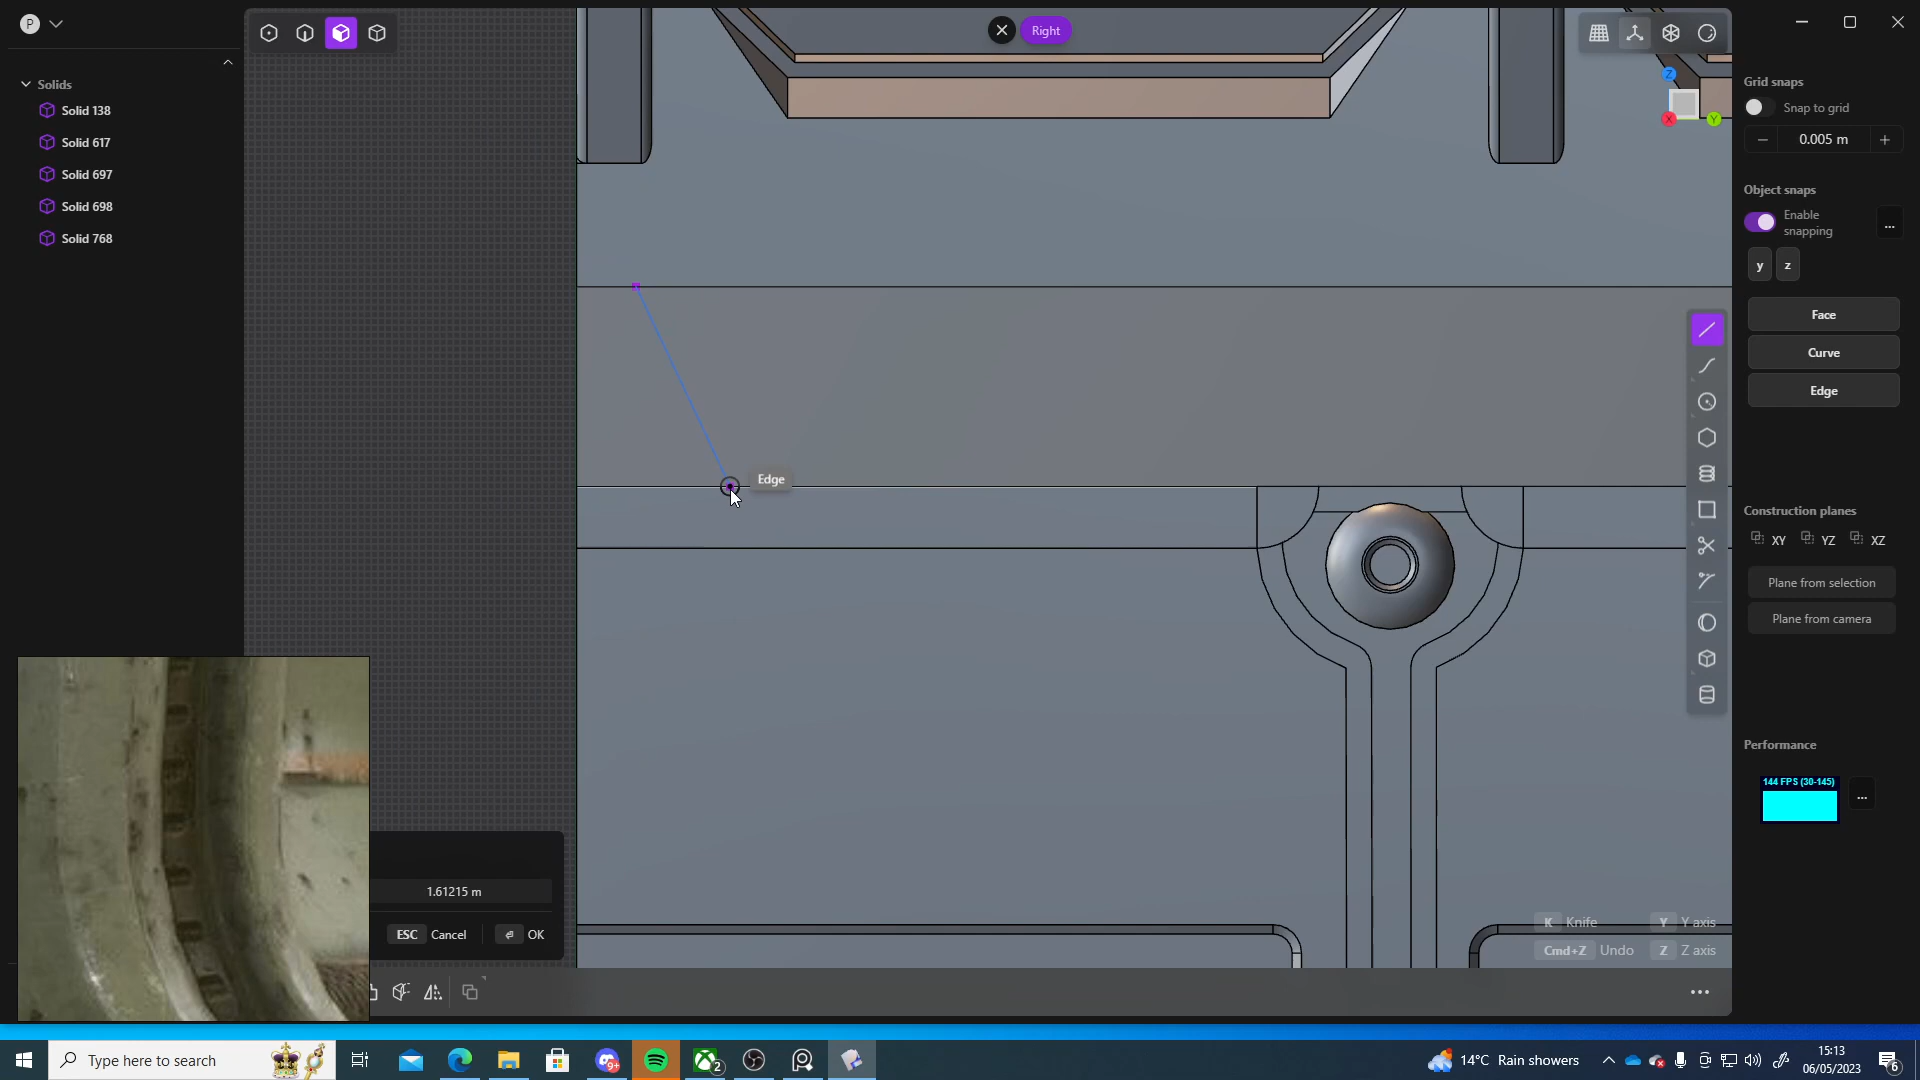 P
Solids
Solid 138
Solid 617
Solid 697
Solid 698
Solid 768
Right
Z
X
Y
Edge
1.61215 m
ESC Cancel
OK
K Knife
Y Y axis
Cmd+Z Undo
Z Z axis
Grid snaps
Snap to grid
0.005 m
Object snaps
Enable
snapping
y z
Face
Curve
Edge
Construction planes
XY YZ XZ
Plane from selection
Plane from camera
Performance
144 FPS (30-145)
Type here to search
9+
2
14°C Rain showers
15:13
06/05/2023
6